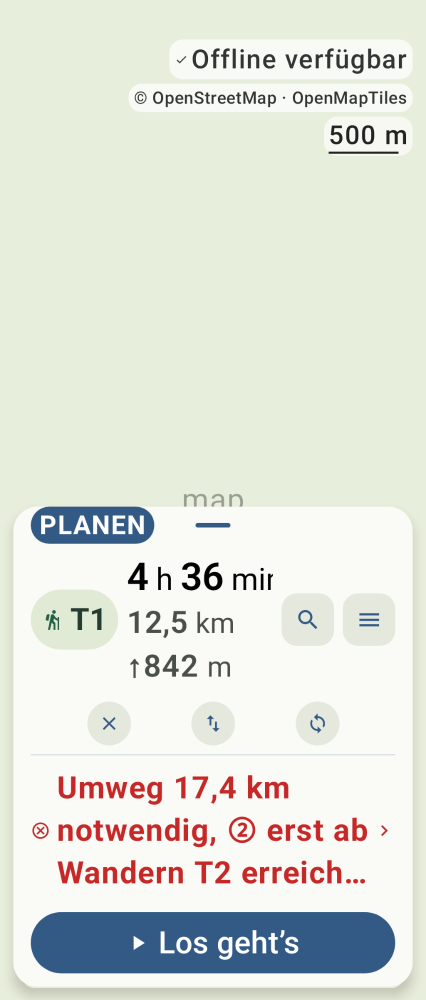 Offline verfügbar
© OpenStreetMap · OpenMapTiles
500 m
map
PLANEN
4 h 36 min
T1
12,5 km
↑842 m
Umweg 17,4 km
notwendig, ② erst ab
Wandern T2 erreich…
Los geht’s